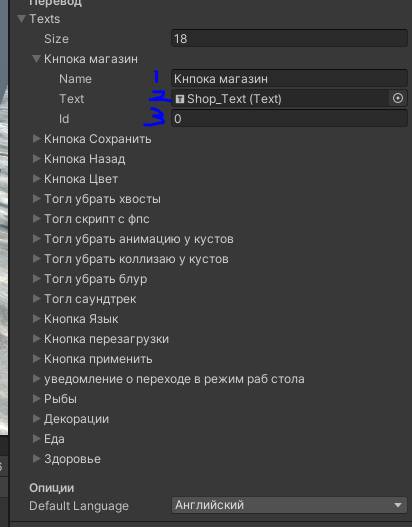 Перевод
Texts
Size 18
Кнпока магазин
Name 1 Кнпока магазин
Text 2 Shop_Text (Text)
Id 3 0
Кнпока Сохранить
Кнпока Назад
Кнпока Цвет
Тогл убрать хвосты
Тогл скрипт с фпс
Тогл убрать анимацию у кустов
Тогл убрать коллизаю у кустов
Тогл убрать блур
Тогл саундтрек
Кнопка Язык
Кнопка перезагрузки
Кнопка применить
уведомление о переходе в режим раб стола
Рыбы
Декорации
Еда
Здоровье
Опиции
Default Language Английский